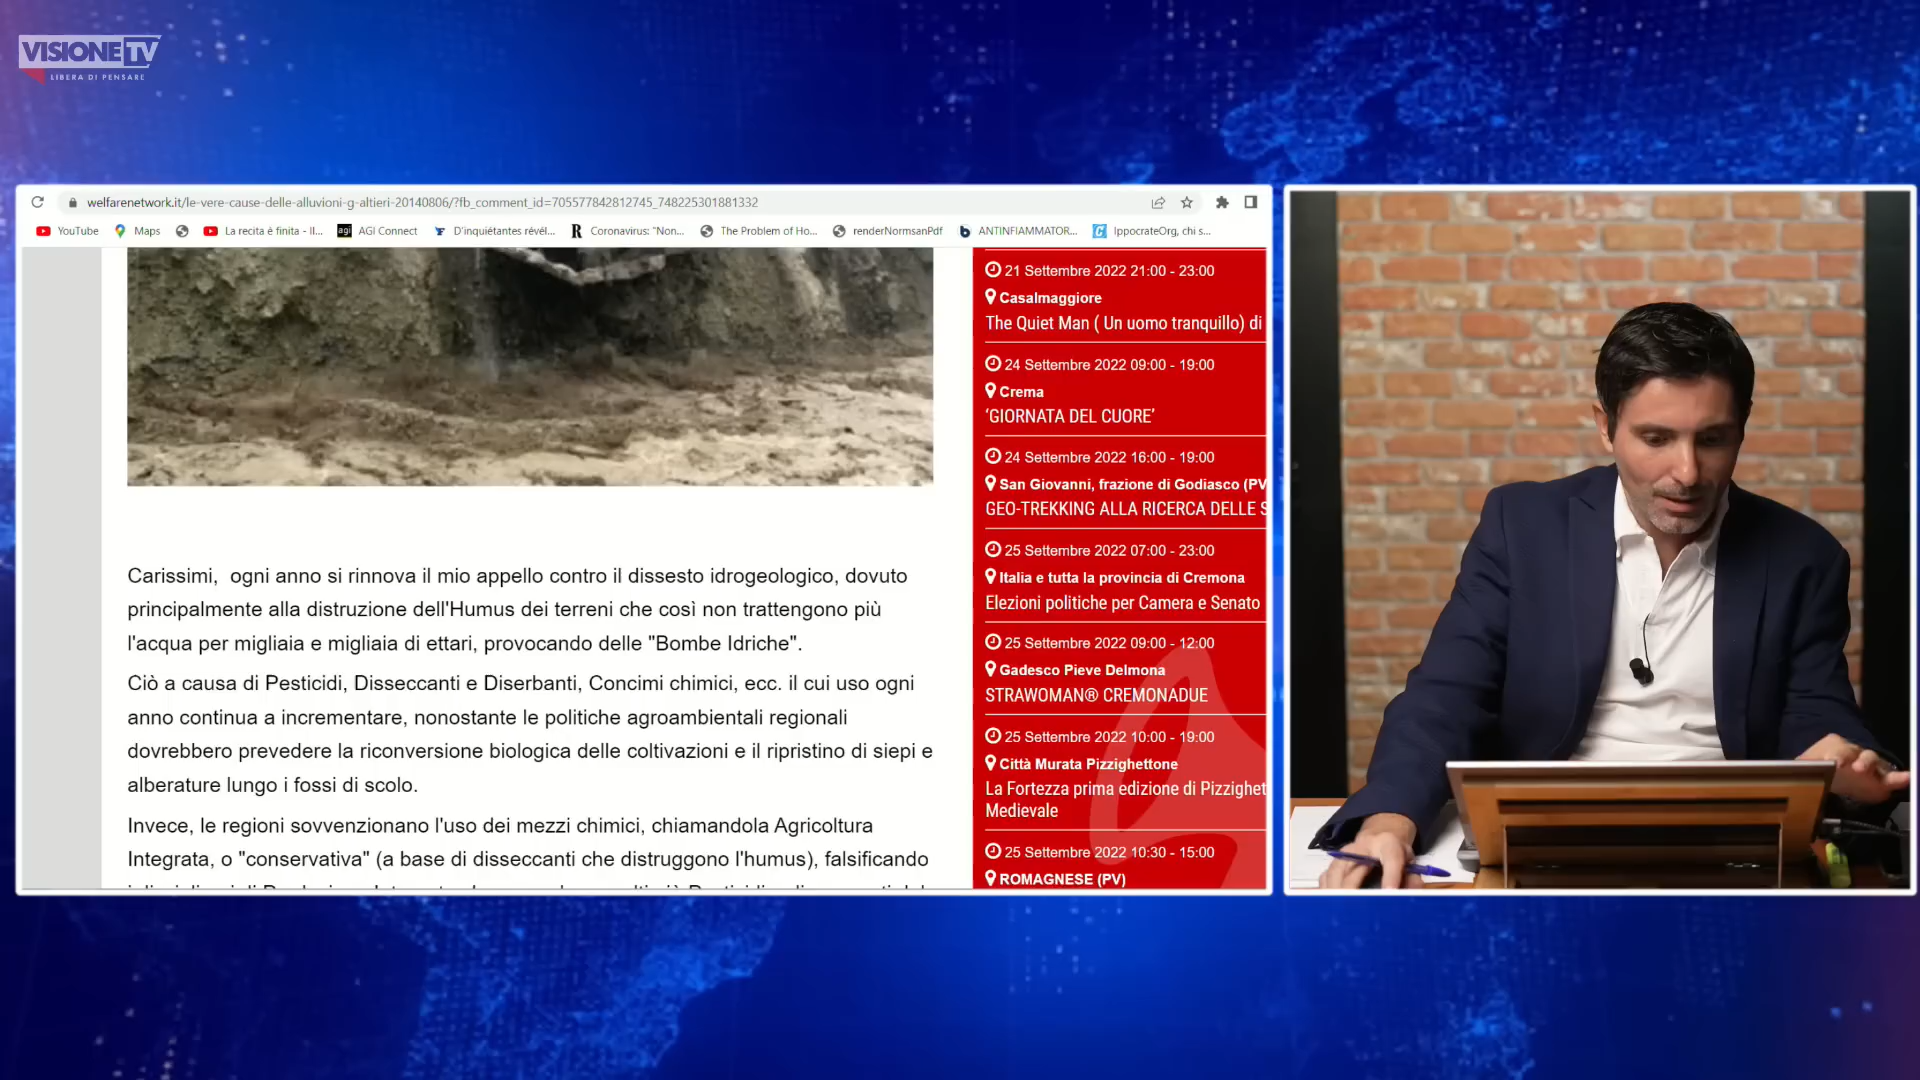 VISIONE TV
LIBERA DI PENSARE
welfarenetwork.it/le-vere-cause-delle-alluvioni-g-altieri-20140806/?fb_comment_id=705577842812745_748225301881332
YouTube Maps La recita è finita - Il... agi AGI Connect D'inquiétantes révél... R Coronavirus: "Non... The Problem of Ho... renderNormsanPdf b ANTINFIAMMATOR... IppocrateOrg, chi s...
Carissimi,  ogni anno si rinnova il mio appello contro il dissesto idrogeologico, dovuto
principalmente alla distruzione dell'Humus dei terreni che così non trattengono più
l'acqua per migliaia e migliaia di ettari, provocando delle "Bombe Idriche".
Ciò a causa di Pesticidi, Disseccanti e Diserbanti, Concimi chimici, ecc. il cui uso ogni
anno continua a incrementare, nonostante le politiche agroambientali regionali
dovrebbero prevedere la riconversione biologica delle coltivazioni e il ripristino di siepi e
alberature lungo i fossi di scolo.
Invece, le regioni sovvenzionano l'uso dei mezzi chimici, chiamandola Agricoltura
Integrata, o "conservativa" (a base di disseccanti che distruggono l'humus), falsificando
21 Settembre 2022 21:00 - 23:00
Casalmaggiore
The Quiet Man ( Un uomo tranquillo) di
24 Settembre 2022 09:00 - 19:00
Crema
‘GIORNATA DEL CUORE’
24 Settembre 2022 16:00 - 19:00
San Giovanni, frazione di Godiasco (PV
GEO-TREKKING ALLA RICERCA DELLE S
25 Settembre 2022 07:00 - 23:00
Italia e tutta la provincia di Cremona
Elezioni politiche per Camera e Senato
25 Settembre 2022 09:00 - 12:00
Gadesco Pieve Delmona
STRAWOMAN® CREMONADUE
25 Settembre 2022 10:00 - 19:00
Città Murata Pizzighettone
La Fortezza prima edizione di Pizzighet
Medievale
25 Settembre 2022 10:30 - 15:00
ROMAGNESE (PV)